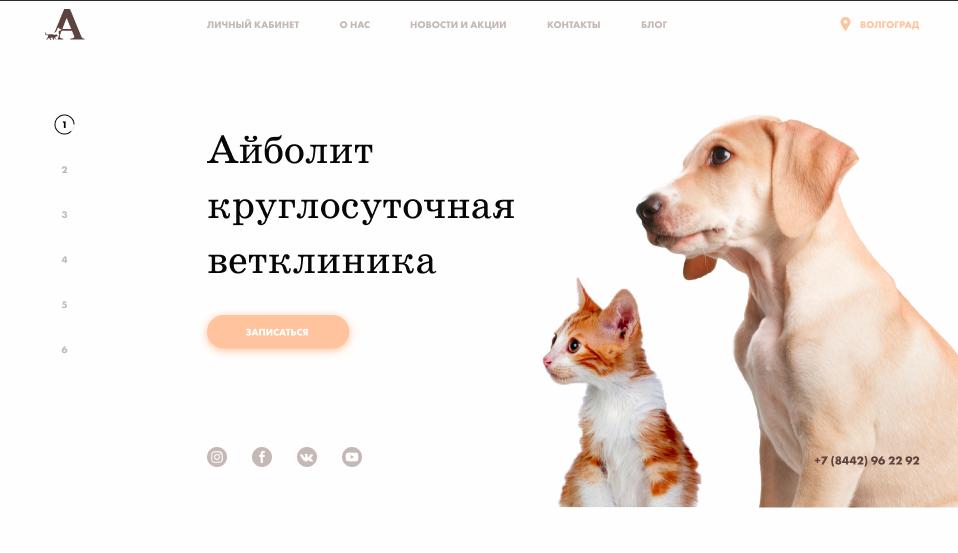 А
ЛИЧНЫЙ КАБИНЕТ
О НАС
НОВОСТИ И АКЦИИ
КОНТАКТЫ
БЛОГ
ВОЛГОГРАД
1
2
3
4
5
6
Айболит
круглосуточная
ветклиника
ЗАПИСАТЬСЯ
+7 (8442) 96 22 92